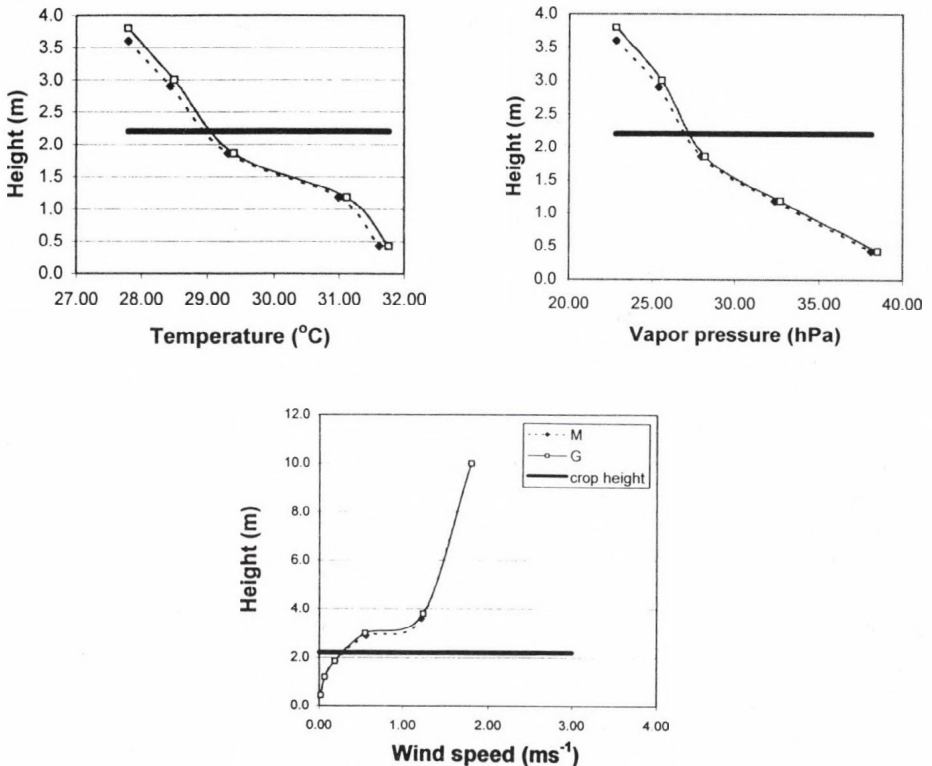 4.0
3.5
3.0
2.5
2.0
1.5
1.0
0.5
0.0
Height (m)
27.00 28.00 29.00 30.00 31.00 32.00
Temperature (°C)
4.0
3.5
3.0
2.5
2.0
1.5
1.0
0.5
0.0
Height (m)
20.00 25.00 30.00 35.00 40.00
Vapor pressure (hPa)
12.0
10.0
8.0
6.0
4.0
2.0
0.0
Height (m)
M
G
crop height
0.00 1.00 2.00 3.00 4.00
Wind speed (ms⁻¹)